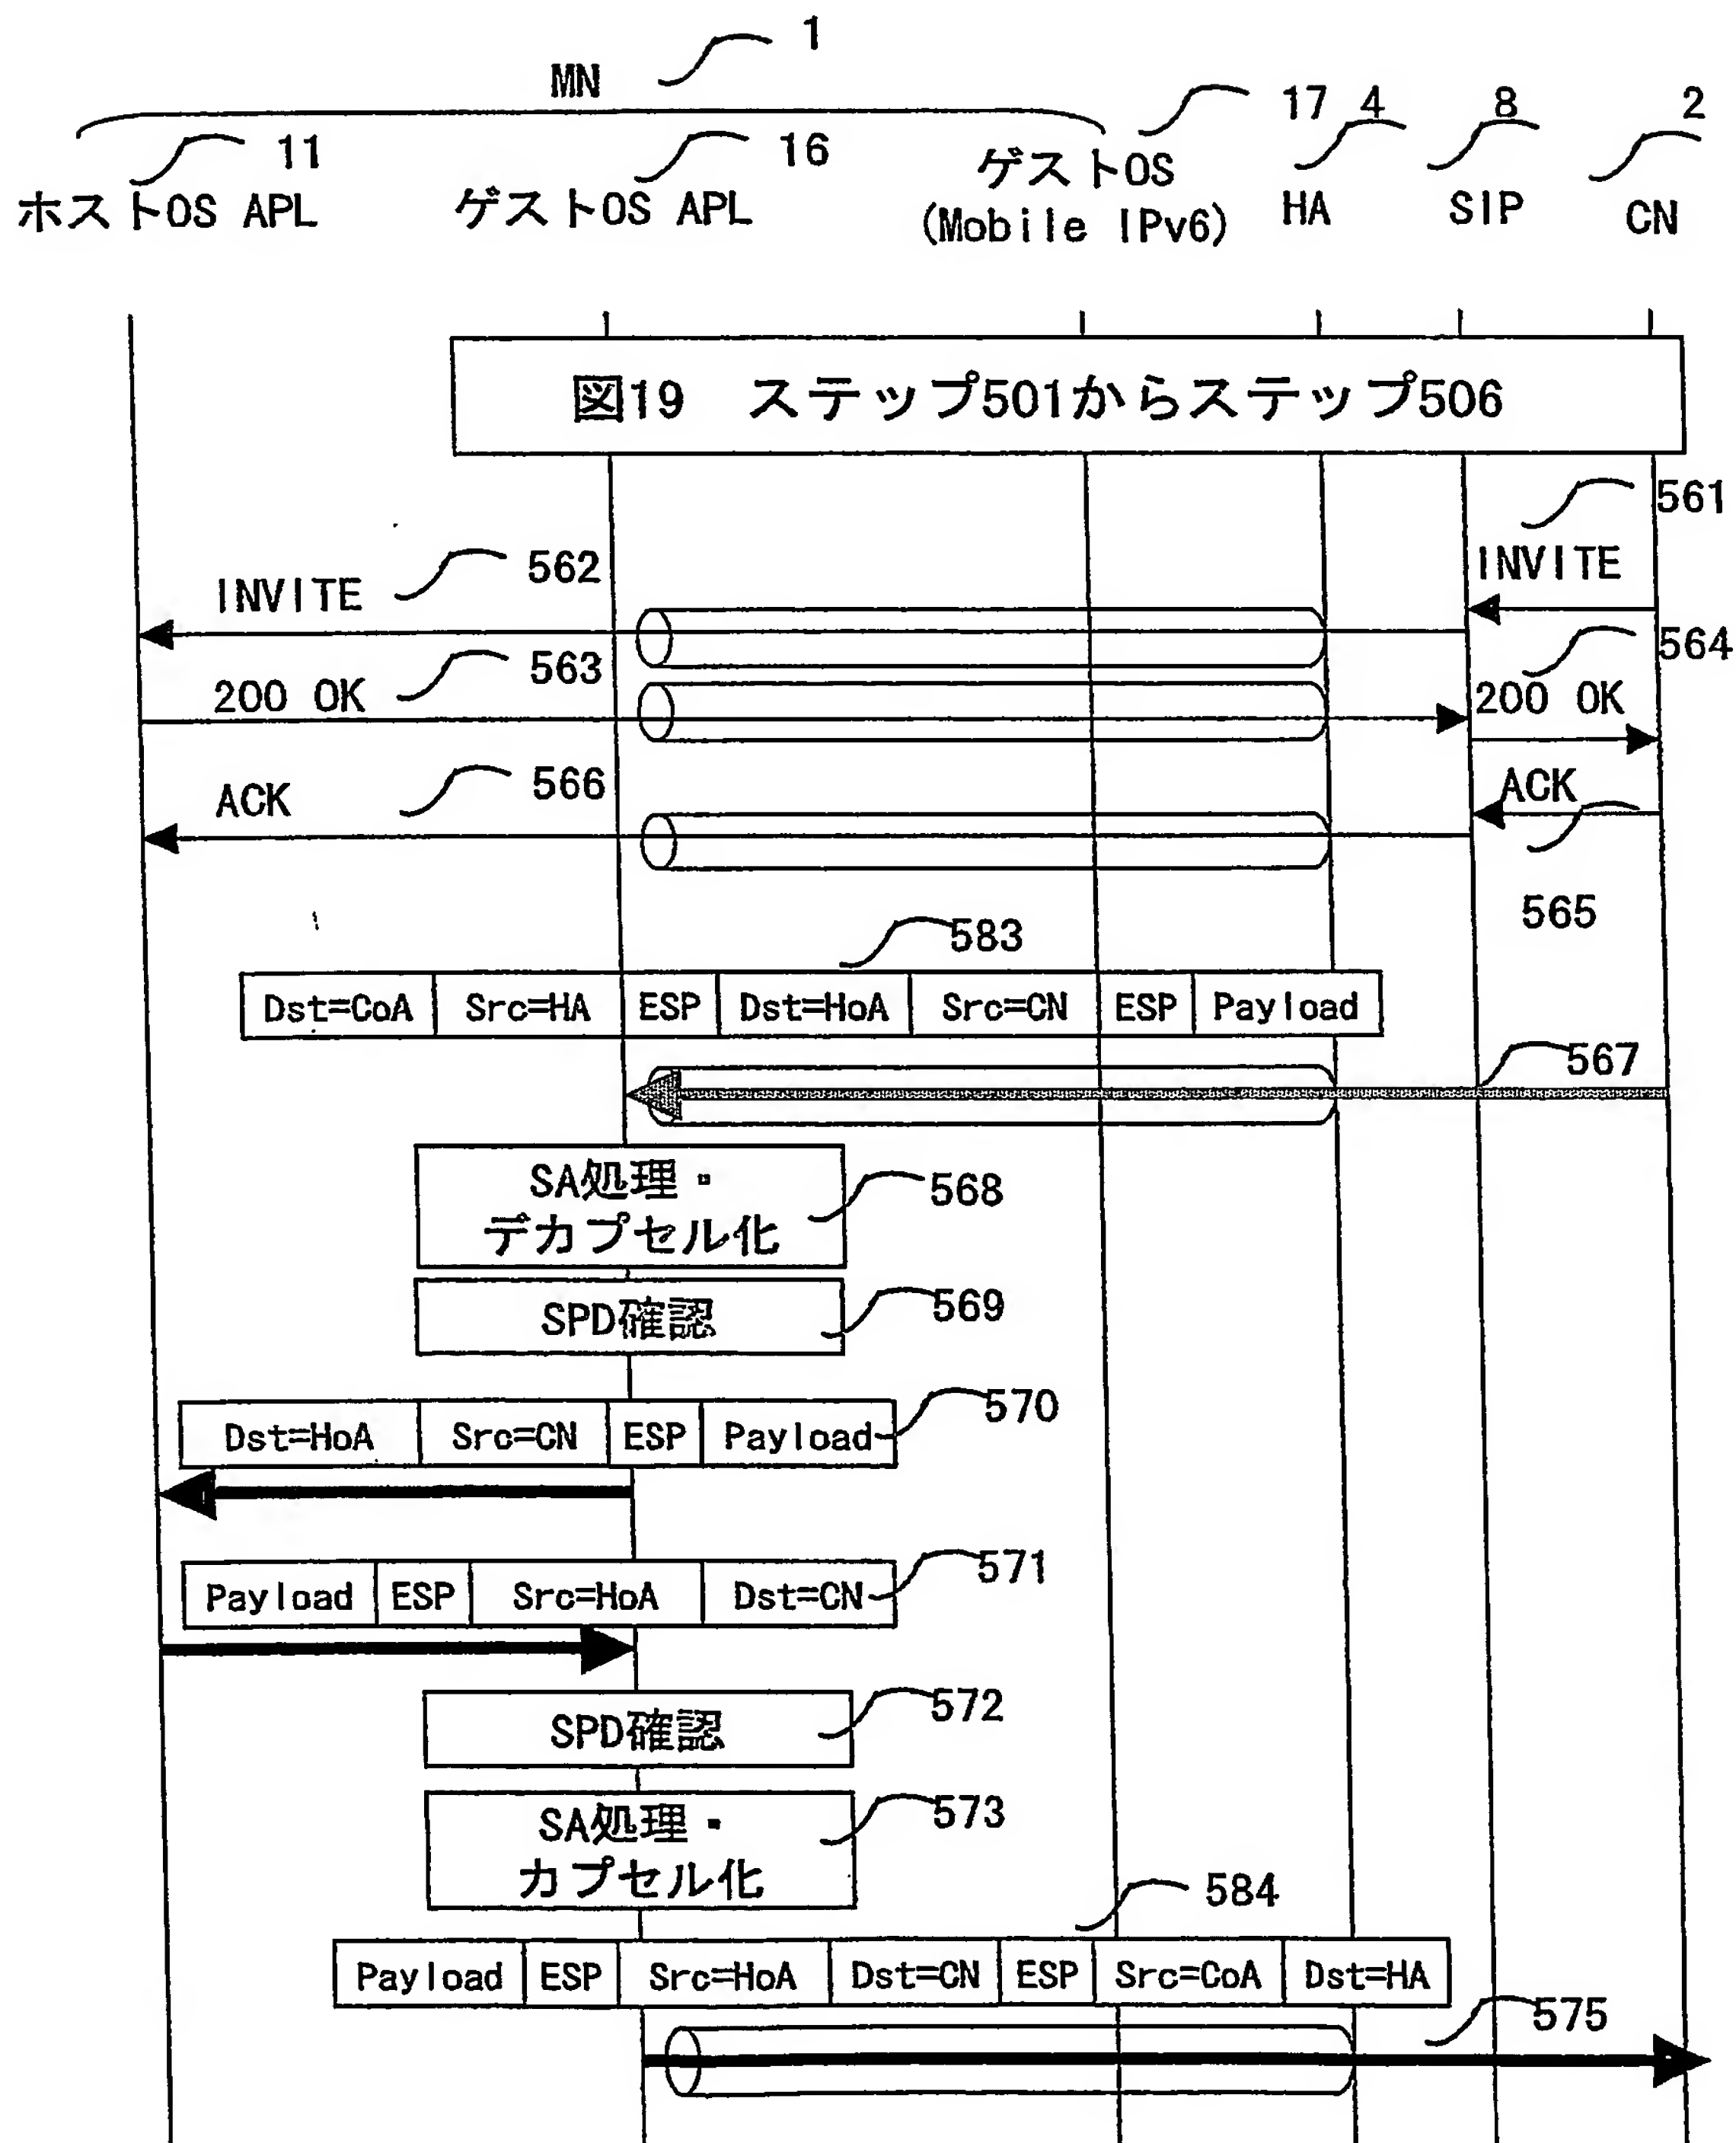 1
MN
11
16
17
4
8
2
ホストOS APL
ゲストOS APL
ゲストOS
(Mobile IPv6)
HA
SIP
CN
図19 ステップ501からステップ506
561
INVITE
562
INVITE
563
200 OK
564
200 OK
566
ACK
ACK
565
583
Dst=CoA Src=HA ESP Dst=HoA Src=CN ESP Payload
567
SA処理・
デカプセル化
568
SPD確認
569
570
Dst=HoA Src=CN ESP Payload
571
Payload ESP Src=HoA Dst=CN
SPD確認
572
SA処理・
カプセル化
573
584
Payload ESP Src=HoA Dst=CN ESP Src=CoA Dst=HA
575